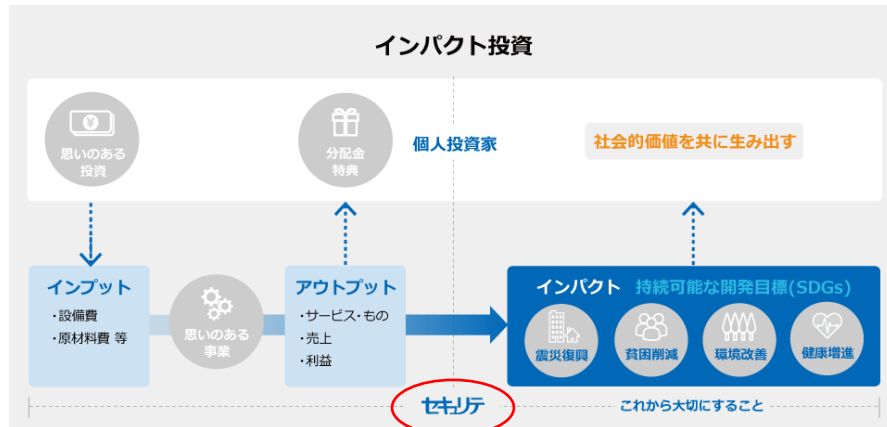 インパクト投資
思いのある
投資
分配金
特典
個人投資家
社会的価値を共に生み出す
インプット
・設備費
・原材料費 等
思いのある
事業
アウトプット
・サービス・もの
・売上
・利益
インパクト 持続可能な開発目標(SDGs)
震災復興
貧困削減
環境改善
健康増進
セキュリテ
これから大切にすること